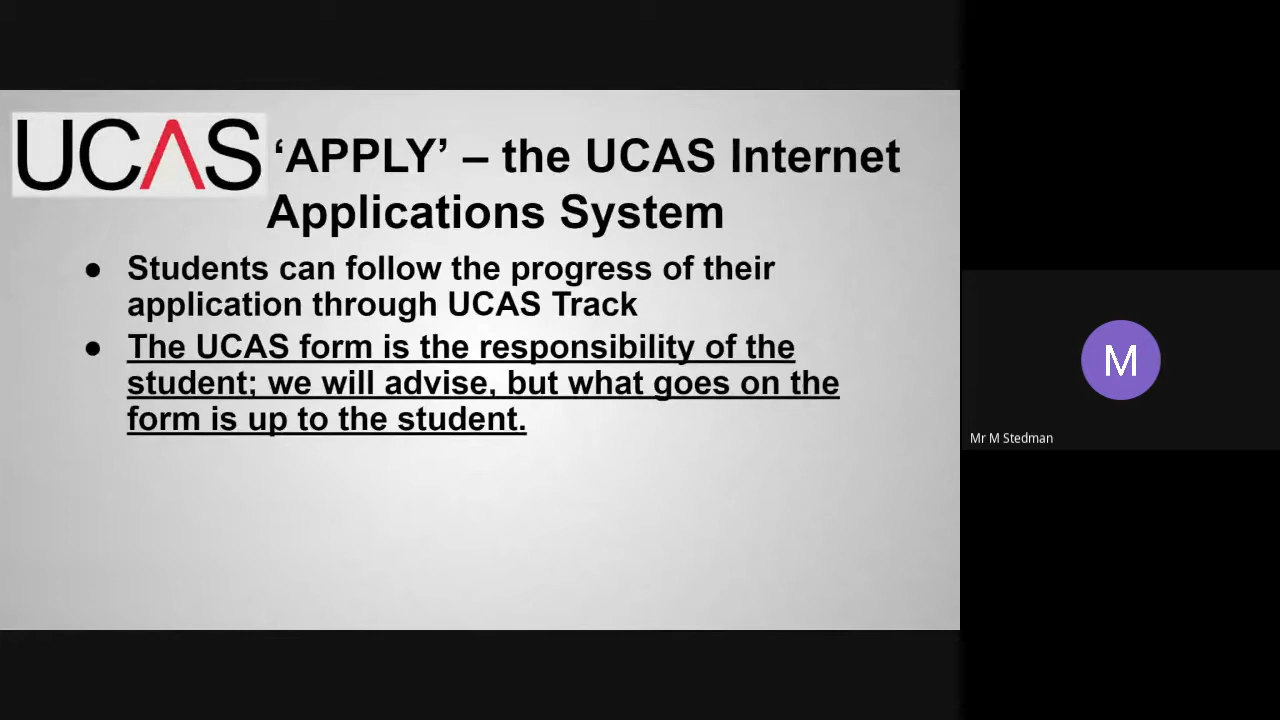 UCAS ‘APPLY’ – the UCAS Internet
Applications System
● Students can follow the progress of their
application through UCAS Track
● The UCAS form is the responsibility of the
student; we will advise, but what goes on the
form is up to the student.
M
Mr M Stedman